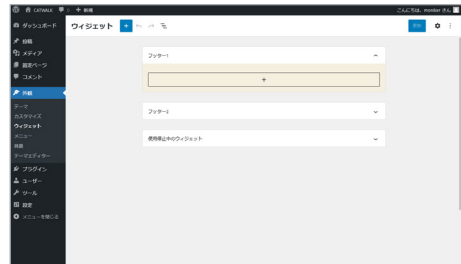 CATWALK 新規 こんにちは、member さん
ダッシュボード
投稿
メディア
固定ページ
コメント
外観
テーマ
カスタマイズ
ウィジェット
メニュー
背景
テーマエディター
プラグイン
ユーザー
ツール
設定
メニューを閉じる
ウィジェット
更新
フッター1
フッター2
使用停止中のウィジェット